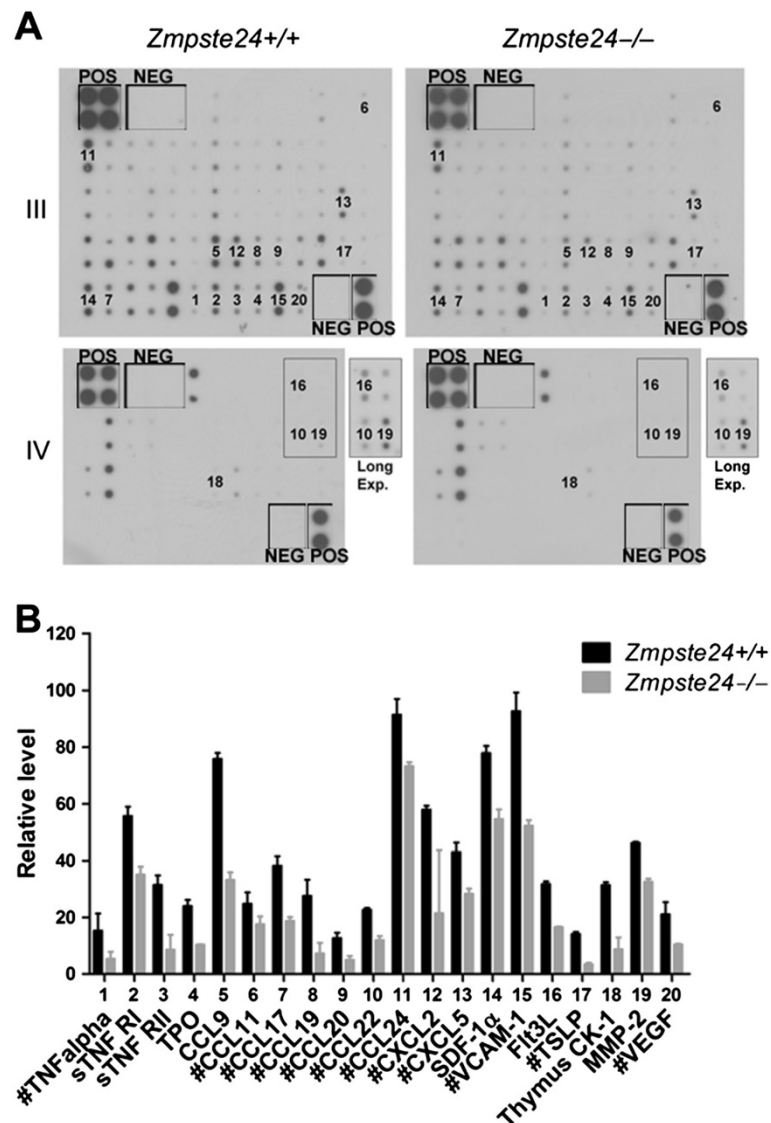 A
Zmpste24+/+ Zmpste24–/–
III
POS NEG
6
11
13
5 12 8 9 17
14 7 1 2 3 4 15 20
NEG POS
POS NEG
6
11
13
5 12 8 9 17
14 7 1 2 3 4 15 20
NEG POS
IV
POS NEG
16
10 19
18
NEG POS
16
10 19
Long
Exp.
POS NEG
16
10 19
18
NEG POS
16
10 19
Long
Exp.
B
Relative level
120
100
80
60
40
20
0
Zmpste24+/+
Zmpste24–/–
1 2 3 4 5 6 7 8 9 10 11 12 13 14 15 16 17 18 19 20
#TNFalpha
sTNF RI
sTNF RII
TPO
CCL9
#CCL11
#CCL17
#CCL19
#CCL20
#CCL22
#CCL24
#CXCL2
#CXCL5
SDF-1α
#VCAM-1
Flt3L
#TSLP
Thymus CK-1
MMP-2
#VEGF